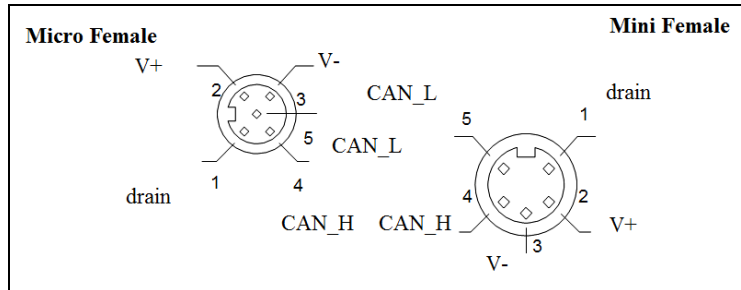 Micro Female
Mini Female
V+
V-
2
3
CAN_L
drain
5
1
5
CAN_L
1
4
4
2
drain
CAN_H
CAN_H
V+
3
V-